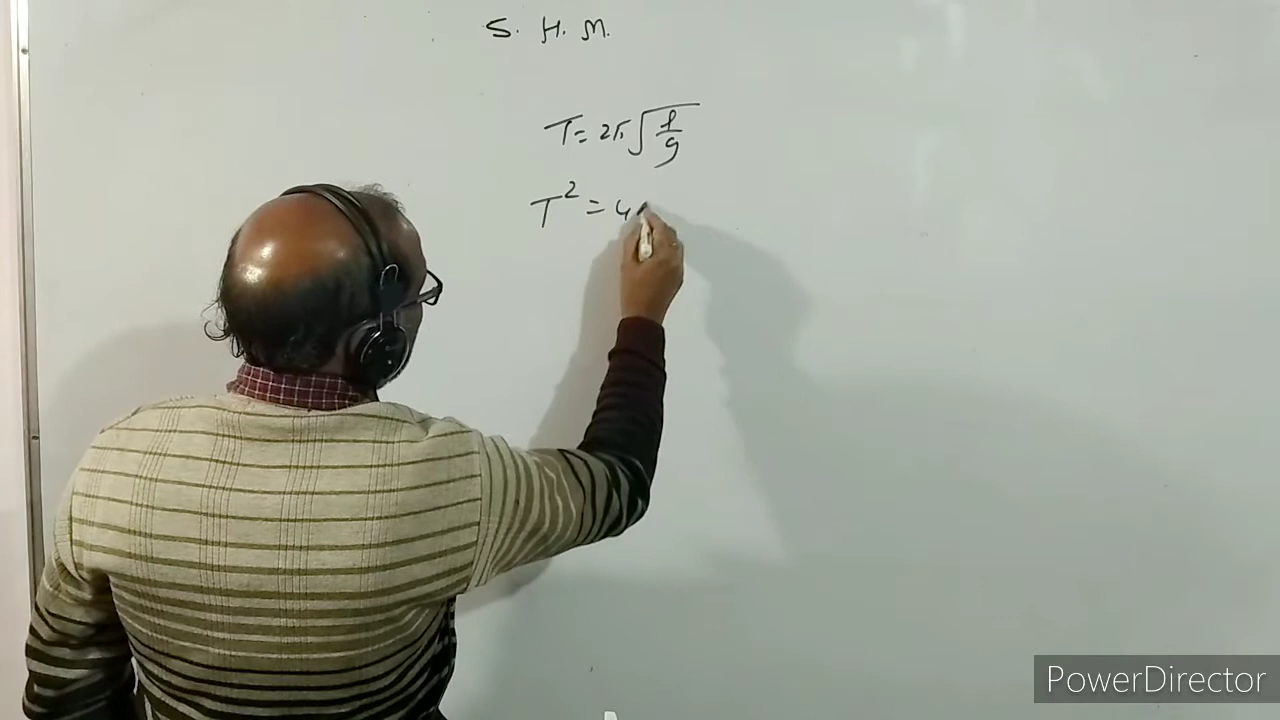 S. H. M.
T = 2π √(l/g)
T² = 4
PowerDirector